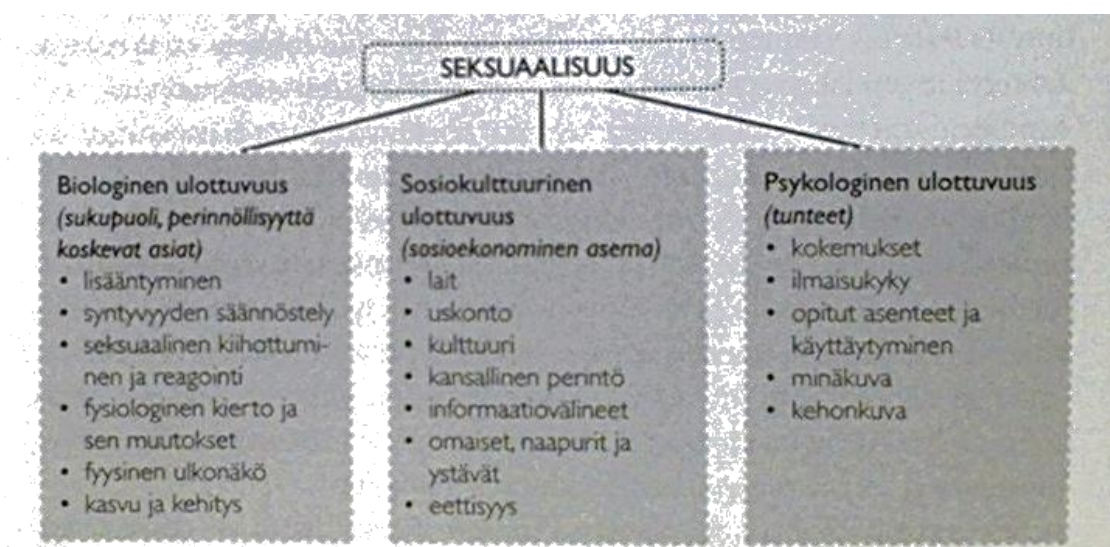 SEKSUAALISUUS
Biologinen ulottuvuus
(sukupuoli, perinnöllisyyttä
koskevat asiat)
• lisääntyminen
• syntyvyyden säännöstely
• seksuaalinen kiihottumi-
nen ja reagointi
• fysiologinen kierto ja
sen muutokset
• fyysinen ulkonäkö
• kasvu ja kehitys
Sosiokulttuurinen
ulottuvuus
(sosioekonominen asema)
• lait
• uskonto
• kulttuuri
• kansallinen perintö
• informaatiovälineet
• omaiset, naapurit ja
ystävät
• eettisyys
Psykologinen ulottuvuus
(tunteet)
• kokemukset
• ilmaisukyky
• opitut asenteet ja
käyttäytyminen
• minäkuva
• kehonkuva